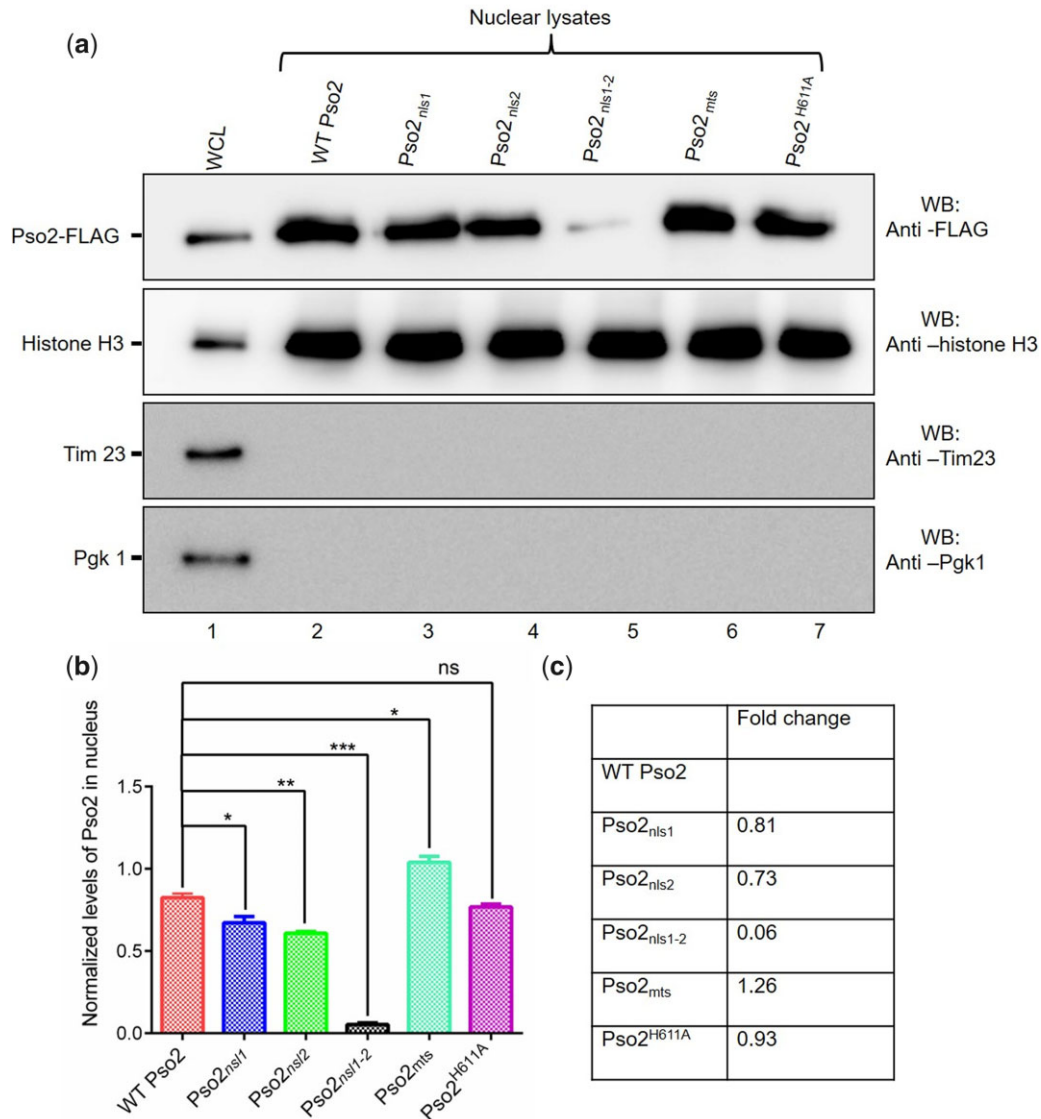 Nuclear lysates
(a)
WCL
WT Pso2
Pso2nls1
Pso2nls2
Pso2nls1-2
Pso2mts
Pso2H611A
Pso2-FLAG
WB:
Anti -FLAG
Histone H3
WB:
Anti –histone H3
Tim 23
WB:
Anti –Tim23
Pgk 1
WB:
Anti –Pgk1
1 2 3 4 5 6 7
(b)
ns
*
***
**
*
Normalized levels of Pso2 in nucleus
1.5
1.0
0.5
0.0
WT Pso2
Pso2nsl1
Pso2nsl2
Pso2nsl1-2
Pso2mts
Pso2H611A
(c)
Fold change
WT Pso2
Pso2nls1 0.81
Pso2nls2 0.73
Pso2nls1-2 0.06
Pso2mts 1.26
Pso2H611A 0.93